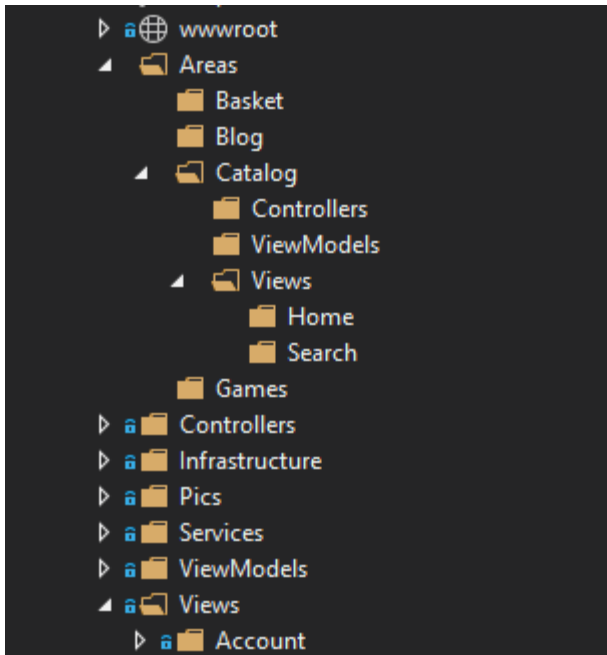 wwwroot
Areas
Basket
Blog
Catalog
Controllers
ViewModels
Views
Home
Search
Games
Controllers
Infrastructure
Pics
Services
ViewModels
Views
Account